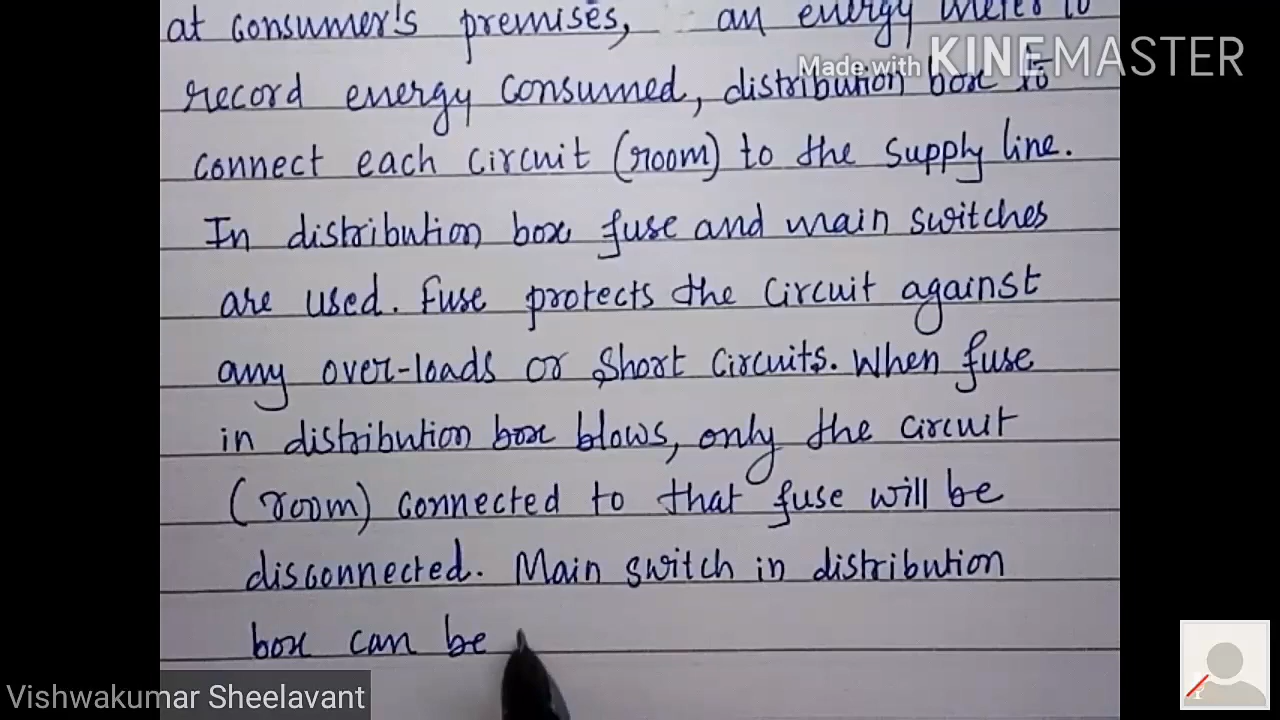 at consumer's premises, an energy meter to
Made with KINEMASTER
record energy consumed, distribution box to
connect each circuit (room) to the supply line.
In distribution box fuse and main switches
are used. Fuse protects the circuit against
any over-loads or short circuits. When fuse
in distribution box blows, only the circuit
(room) connected to that fuse will be
disconnected. Main switch in distribution
box can be
Vishwakumar Sheelavant